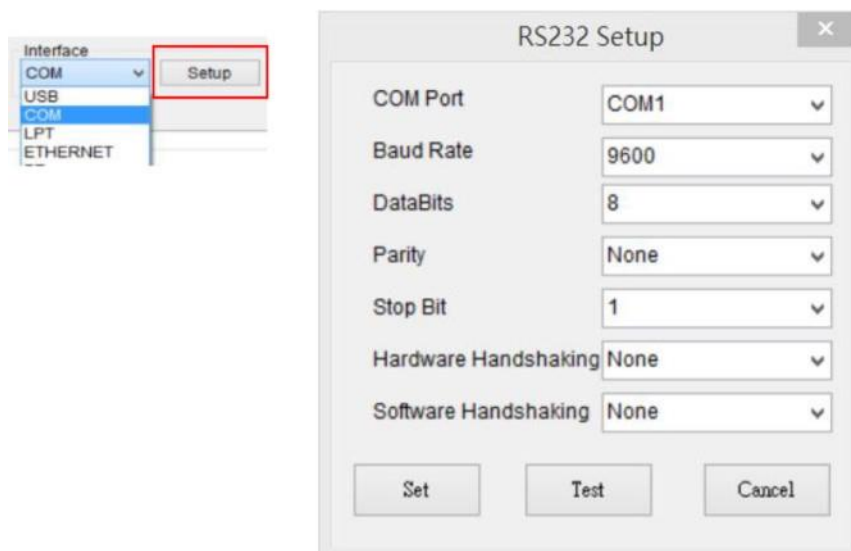 Interface
COM
Setup
USB
COM
LPT
ETHERNET
RS232 Setup
COM Port COM1
Baud Rate 9600
DataBits 8
Parity None
Stop Bit 1
Hardware Handshaking None
Software Handshaking None
Set Test Cancel